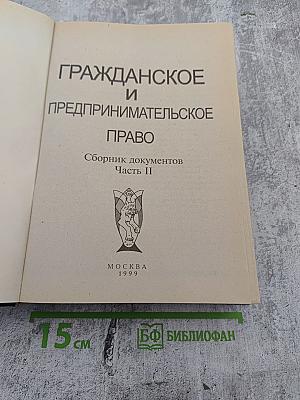 ГРАЖДАНСКОЕ
И
ПРЕДПРИНИМАТЕЛЬСКОЕ
ПРАВО
Сборник документов
Часть II
МОСКВА
1999
15 см
БФ БИБЛИОФАН